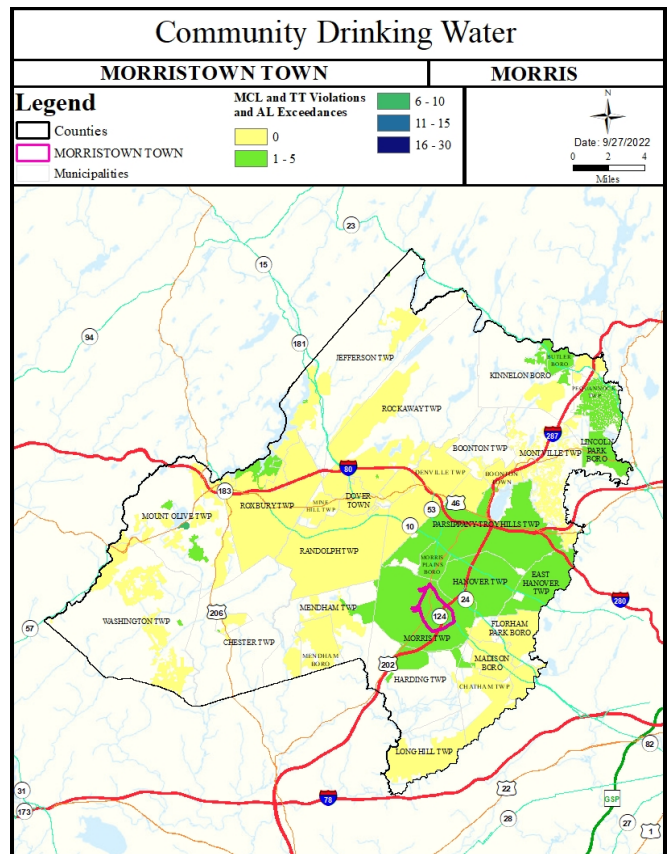 Community Drinking Water
MORRISTOWN TOWN
MORRIS
Legend
Counties
MORRISTOWN TOWN
Municipalities
MCL and TT Violations
and AL Exceedances
0
1 - 5
6 - 10
11 - 15
16 - 30
N
Date: 9/27/2022
0 2 4
Miles
23
15
94
181
JEFFERSON TWP
BUTLER
BORO
KINNELON BORO
PEQUANNOCK
TWP
ROCKAWAY TWP
287
LINCOLN
PARK
BORO
BOONTON TWP
MONTVILLE TWP
80
DENVILLE TWP
BOONTON
TOWN
183
46
MOUNT OLIVE TWP
ROXBURY TWP
MINE
HILL TWP
DOVER
TOWN
53
10
PARSIPPANY-TROY HILLS TWP
RANDOLPH TWP
MORRIS
PLAINS
BORO
HANOVER TWP
EAST
HANOVER
TWP
280
24
206
MENDHAM TWP
124
57
WASHINGTON TWP
FLORHAM
PARK BORO
CHESTER TWP
MORRIS TWP
MENDHAM
BORO
202
MADISON
BORO
HARDING TWP
CHATHAM TWP
82
LONG HILL TWP
31
173
78
22
GSP
28
27
1